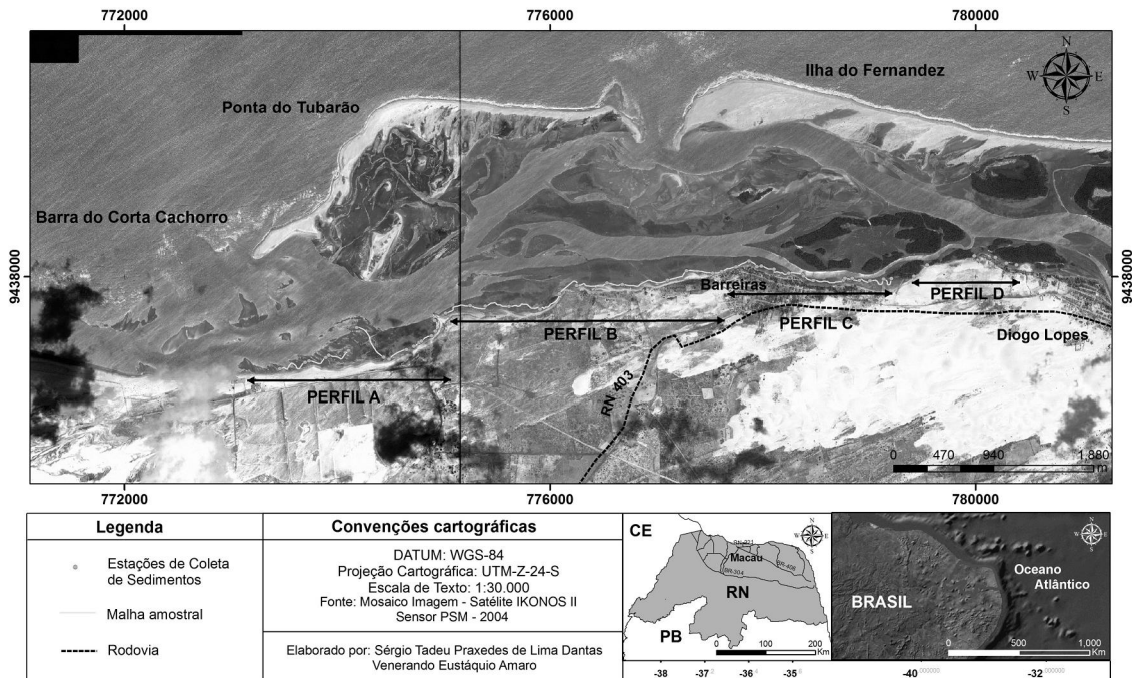 772000 776000 780000
N
W E
S
Ilha do Fernandez
Ponta do Tubarão
Barra do Corta Cachorro
9438000 9438000
Barreiras
PERFIL D
PERFIL B
PERFIL C
Diogo Lopes
RN 403
PERFIL A
0 470 940 1.880
m
772000 776000 780000
Legenda
Estações de Coleta
de Sedimentos
Malha amostral
Rodovia
Convenções cartográficas
DATUM: WGS-84
Projeção Cartográfica: UTM-Z-24-S
Escala de Texto: 1:30.000
Fonte: Mosaico Imagem - Satélite IKONOS II
Sensor PSM - 2004
Elaborado por: Sérgio Tadeu Praxedes de Lima Dantas
Venerando Eustáquio Amaro
CE
N
W E
S
Macau
BR-304
BR-406
RN
PB
0 100 200
Km
-38 -37 -36 -35
N
W E
S
Oceano
Atlântico
BRASIL
0 500 1,000
Km
-40 -32